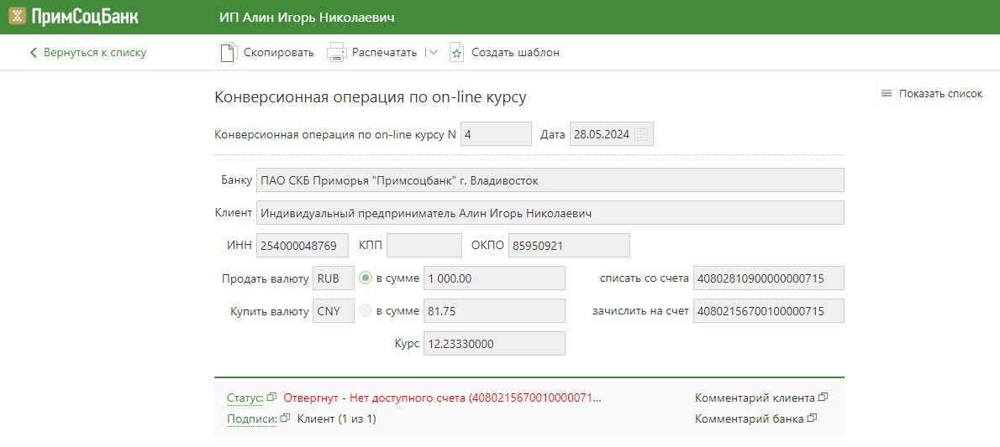 ПримСоцБанк ИП Алин Игорь Николаевич
Вернуться к списку Скопировать Распечатать Создать шаблон
Конверсионная операция по on-line курсу Показать список
Конверсионная операция по on-line курсу N 4 Дата 28.05.2024
Банку ПАО СКБ Приморья "Примсоцбанк" г. Владивосток
Клиент Индивидуальный предприниматель Алин Игорь Николаевич
ИНН 254000048769 КПП ОКПО 85950921
Продать валюту RUB в сумме 1 000.00 списать со счета 40802810900000000715
Купить валюту CNY в сумме 81.75 зачислить на счет 40802156700100000715
Курс 12.23330000
Статус: Отвергнут - Нет доступного счета (4080215670010000071... Комментарий клиента
Подписи: Клиент (1 из 1) Комментарий банка